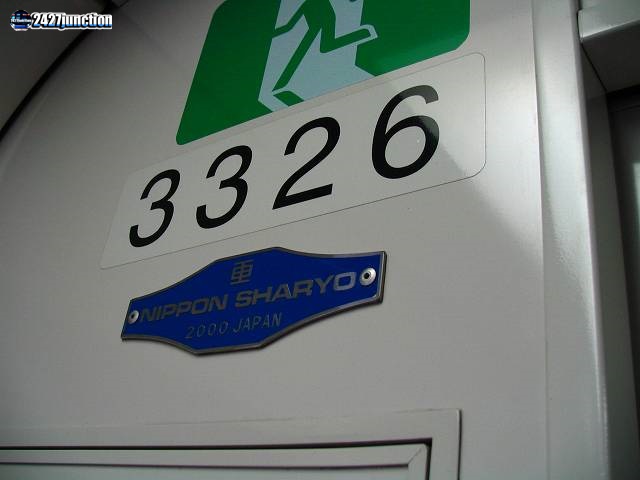 2427junction
3326
車
NIPPON SHARYO
2000 JAPAN